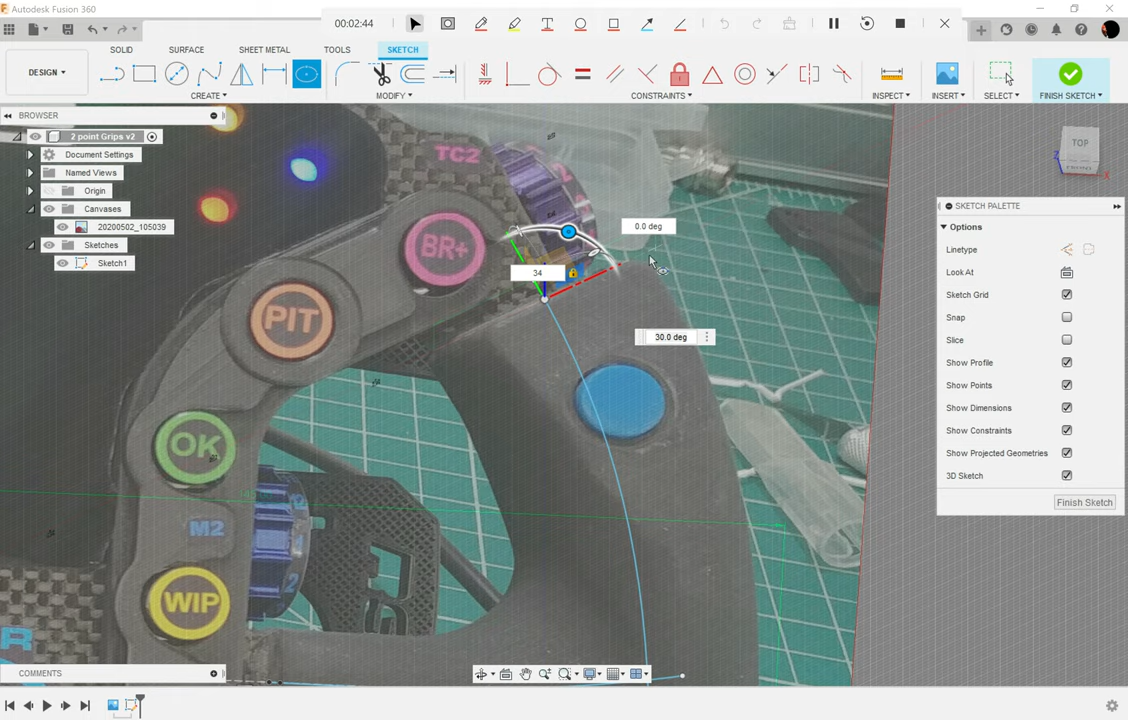 Autodesk Fusion 360
00:02:44
SOLID
SURFACE
SHEET METAL
TOOLS
SKETCH
DESIGN
CREATE
MODIFY
CONSTRAINTS
INSPECT
INSERT
SELECT
FINISH SKETCH
BROWSER
2 point Grips v2
Document Settings
Named Views
Origin
Canvases
20200502_105039
Sketches
Sketch1
TC2
BR+
PIT
OK
M2
WIP
R
4
2
0.0 deg
34
30.0 deg
TOP
Z
X
SKETCH PALETTE
Options
Linetype
Look At
Sketch Grid
Snap
Slice
Show Profile
Show Points
Show Dimensions
Show Constraints
Show Projected Geometries
3D Sketch
Finish Sketch
COMMENTS